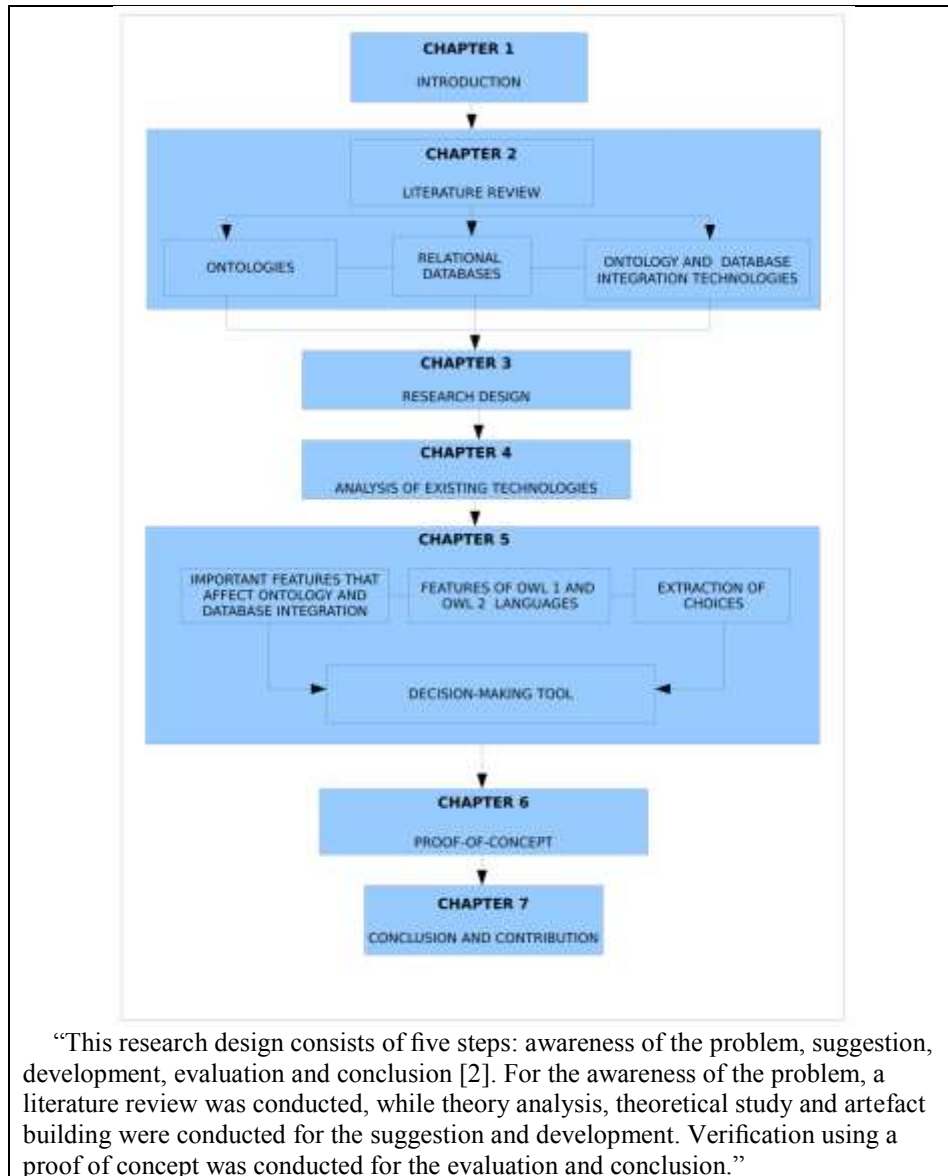 CHAPTER 1
INTRODUCTION
CHAPTER 2
LITERATURE REVIEW
ONTOLOGIES
RELATIONAL
DATABASES
ONTOLOGY AND DATABASE
INTEGRATION TECHNOLOGIES
CHAPTER 3
RESEARCH DESIGN
CHAPTER 4
ANALYSIS OF EXISTING TECHNOLOGIES
CHAPTER 5
IMPORTANT FEATURES THAT
AFFECT ONTOLOGY AND
DATABASE INTEGRATION
FEATURES OF OWL 1 AND
OWL 2 LANGUAGES
EXTRACTION OF
CHOICES
DECISION-MAKING TOOL
CHAPTER 6
PROOF-OF-CONCEPT
CHAPTER 7
CONCLUSION AND CONTRIBUTION
“This research design consists of five steps: awareness of the problem, suggestion,
development, evaluation and conclusion [2]. For the awareness of the problem, a
literature review was conducted, while theory analysis, theoretical study and artefact
building were conducted for the suggestion and development. Verification using a
proof of concept was conducted for the evaluation and conclusion.”